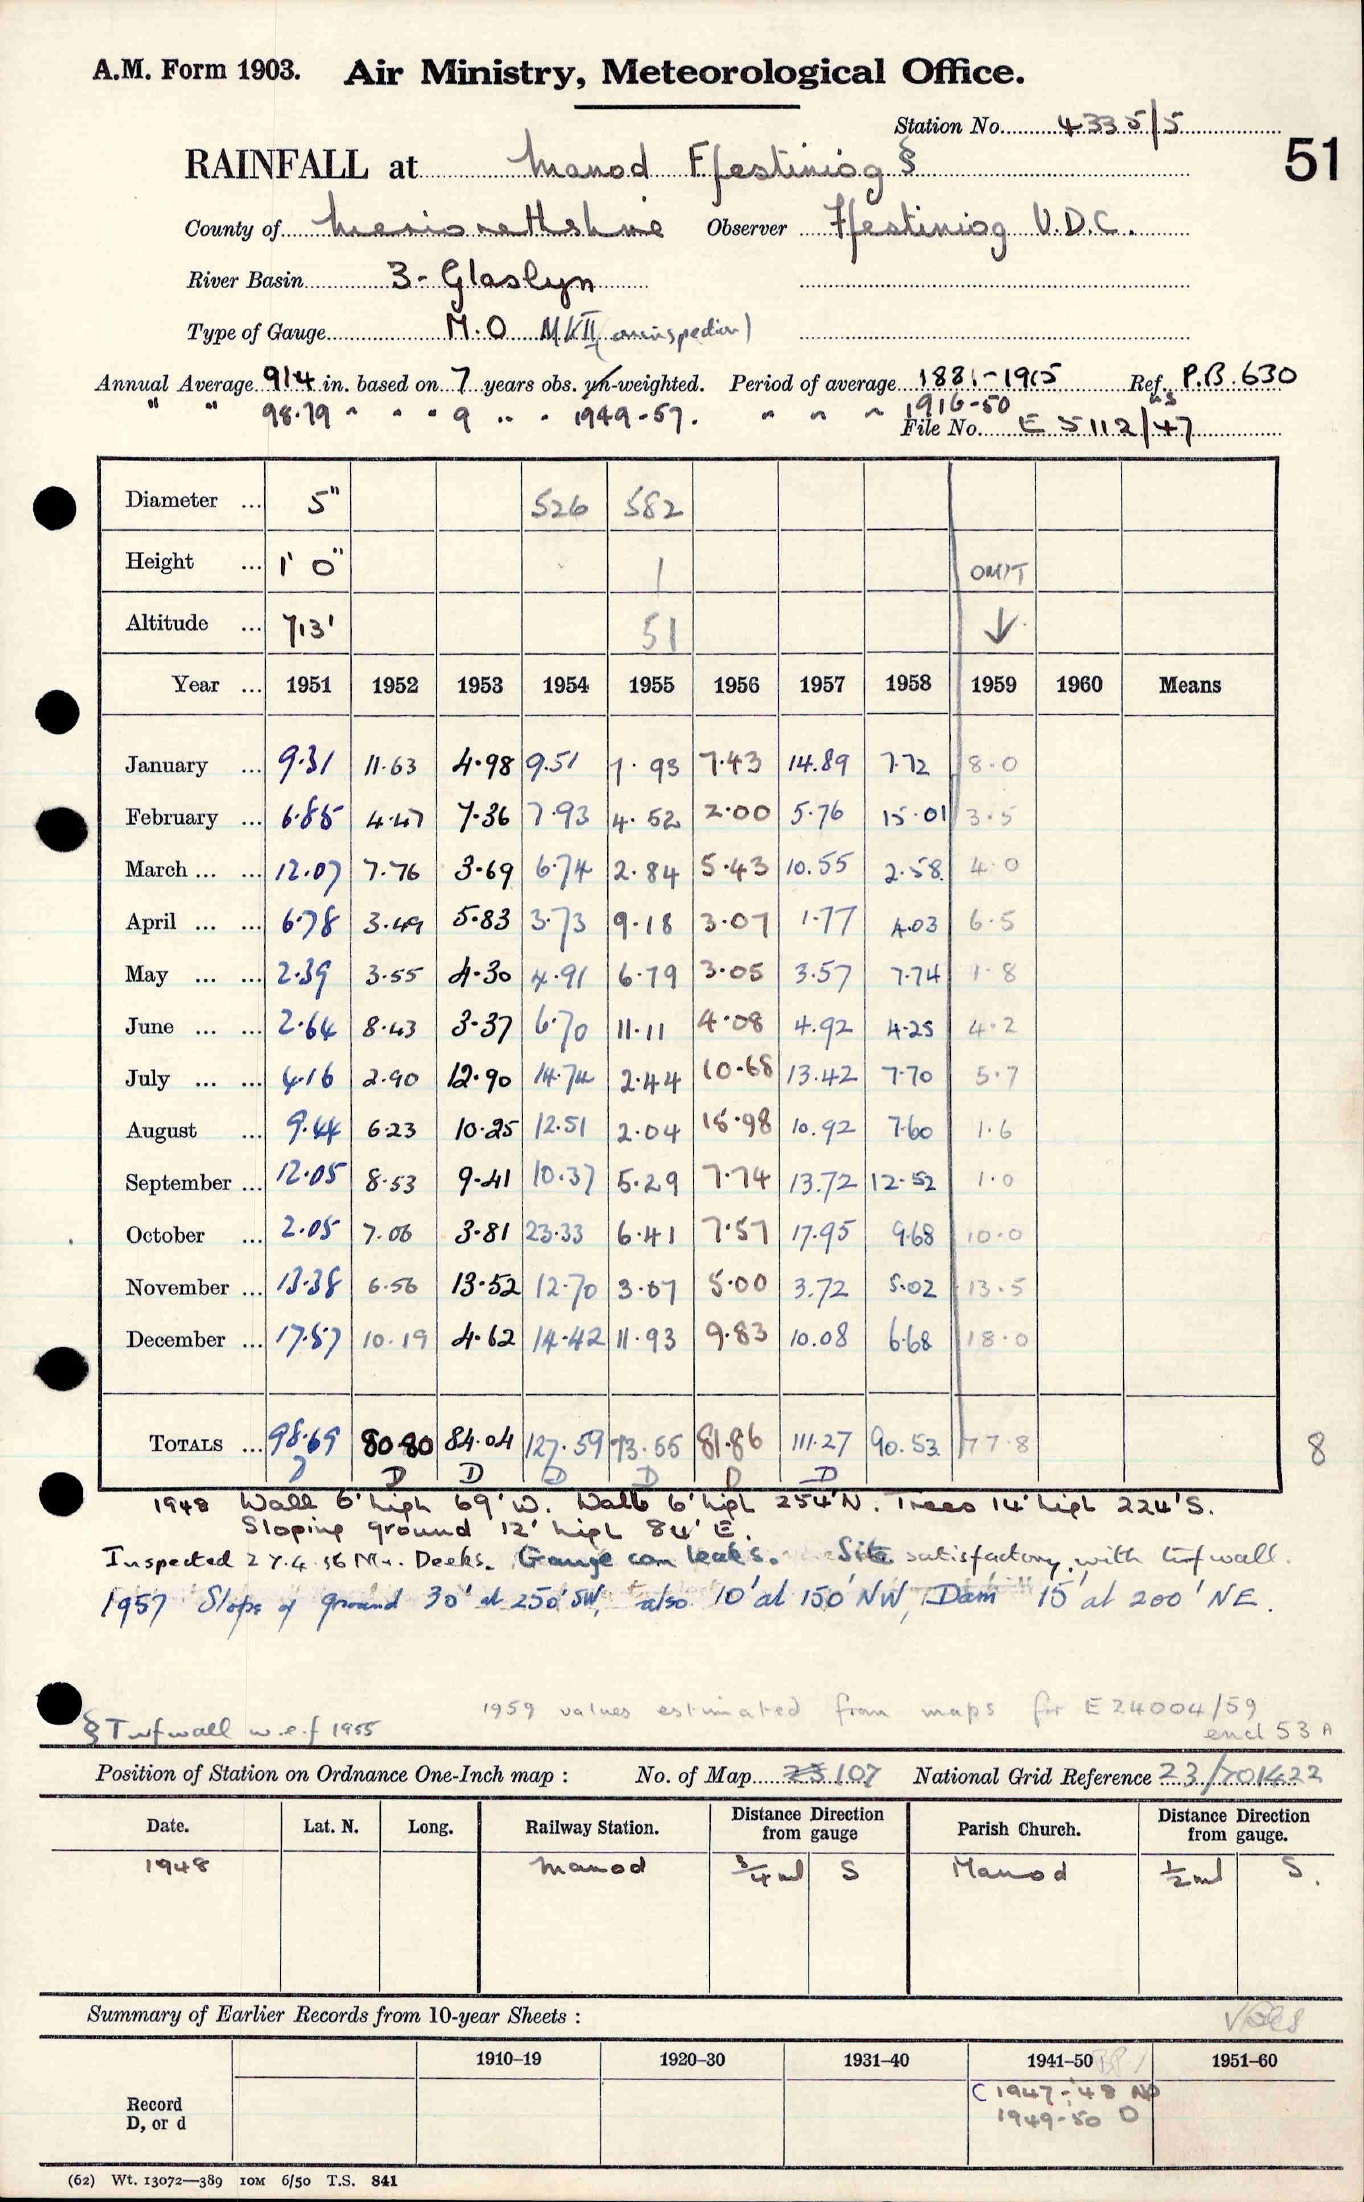 A.M. Form 1903. Air Ministry, Meteorological Office.
Station No. 4335/5
51
RAINFALL at Manod Ffestiniog §
County of Merionethshire Observer Ffestiniog U.D.C.
River Basin 3 - Glaslyn
Type of Gauge M.O MKII (on inspection)
Annual Average 91.4 in. based on 7 years obs. un-weighted. Period of average 1881-1915 Ref. P.B. 630
" " 98.79 " " " 9 " " 1949-57. " " " 1916-50
File No. E 5112/47
Diameter ... 5" 526 582
Height ... 1' 0" 1 OMIT
Altitude ... 713' 51 ↓
Year ... 1951 1952 1953 1954 1955 1956 1957 1958 1959 1960 Means
January ... 9.31 11.63 4.98 9.51 7.93 7.43 14.89 7.72 8.0
February ... 6.85 4.47 7.36 7.93 4.52 2.00 5.76 15.01 3.5
March ... ... 12.07 7.76 3.69 6.74 2.84 5.43 10.55 2.58 4.0
April ... ... 6.78 3.49 5.83 3.73 9.18 3.07 1.77 4.03 6.5
May ... ... 2.39 3.55 4.30 4.91 6.79 3.05 3.57 7.74 1.8
June ... ... 2.64 8.43 3.37 6.70 11.11 4.08 4.92 4.25 4.2
July ... ... 4.16 2.90 12.90 14.74 2.44 10.68 13.42 7.70 5.7
August ... 9.44 6.23 10.25 12.51 2.04 15.98 10.92 7.60 1.6
September ... 12.05 8.53 9.41 10.37 5.29 7.74 13.72 12.52 1.0
October ... 2.05 7.06 3.81 23.33 6.41 7.57 17.95 9.68 10.0
November ... 13.38 6.56 13.52 12.70 3.07 5.00 3.72 5.02 13.5
December ... 17.57 10.19 4.62 14.42 11.93 9.83 10.08 6.68 18.0
TOTALS ... 98.69 80.80 84.04 127.59 73.55 81.86 111.27 90.53 77.8
8
D D D D D D D
1948 Wall 6' high 69' W. Walls 6' high 254' N. Trees 14' high 224' S.
Sloping ground 12' high 84' E.
Inspected 27.4.56 Mr. Deeks. Gauge can leaks. Site satisfactory with turfwall.
1957 Slope of ground 30' at 250' SW, also 10' at 150' NW, Dam 15' at 200' NE.
1959 values estimated from maps for E 24004/59
encl 53 A
§ Turfwall w.e.f 1955
Position of Station on Ordnance One-Inch map : No. of Map 107 National Grid Reference 23/701422
Date. Lat. N. Long. Railway Station. Distance Direction from gauge Parish Church. Distance Direction from gauge.
1948 Manod 3/4 ml S Manod 1/2 ml S.
Summary of Earlier Records from 10-year Sheets :
1910-19 1920-30 1931-40 1941-50 1951-60
Record
D, or d
1947-48 ND
1949-50 D
(62) Wt. 13072—389 10M 6/50 T.S. 841